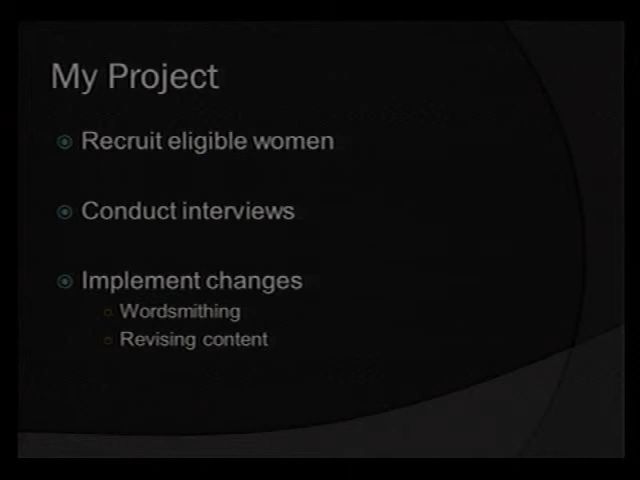 My Project
Recruit eligible women
Conduct interviews
Implement changes
Wordsmithing
Revising content